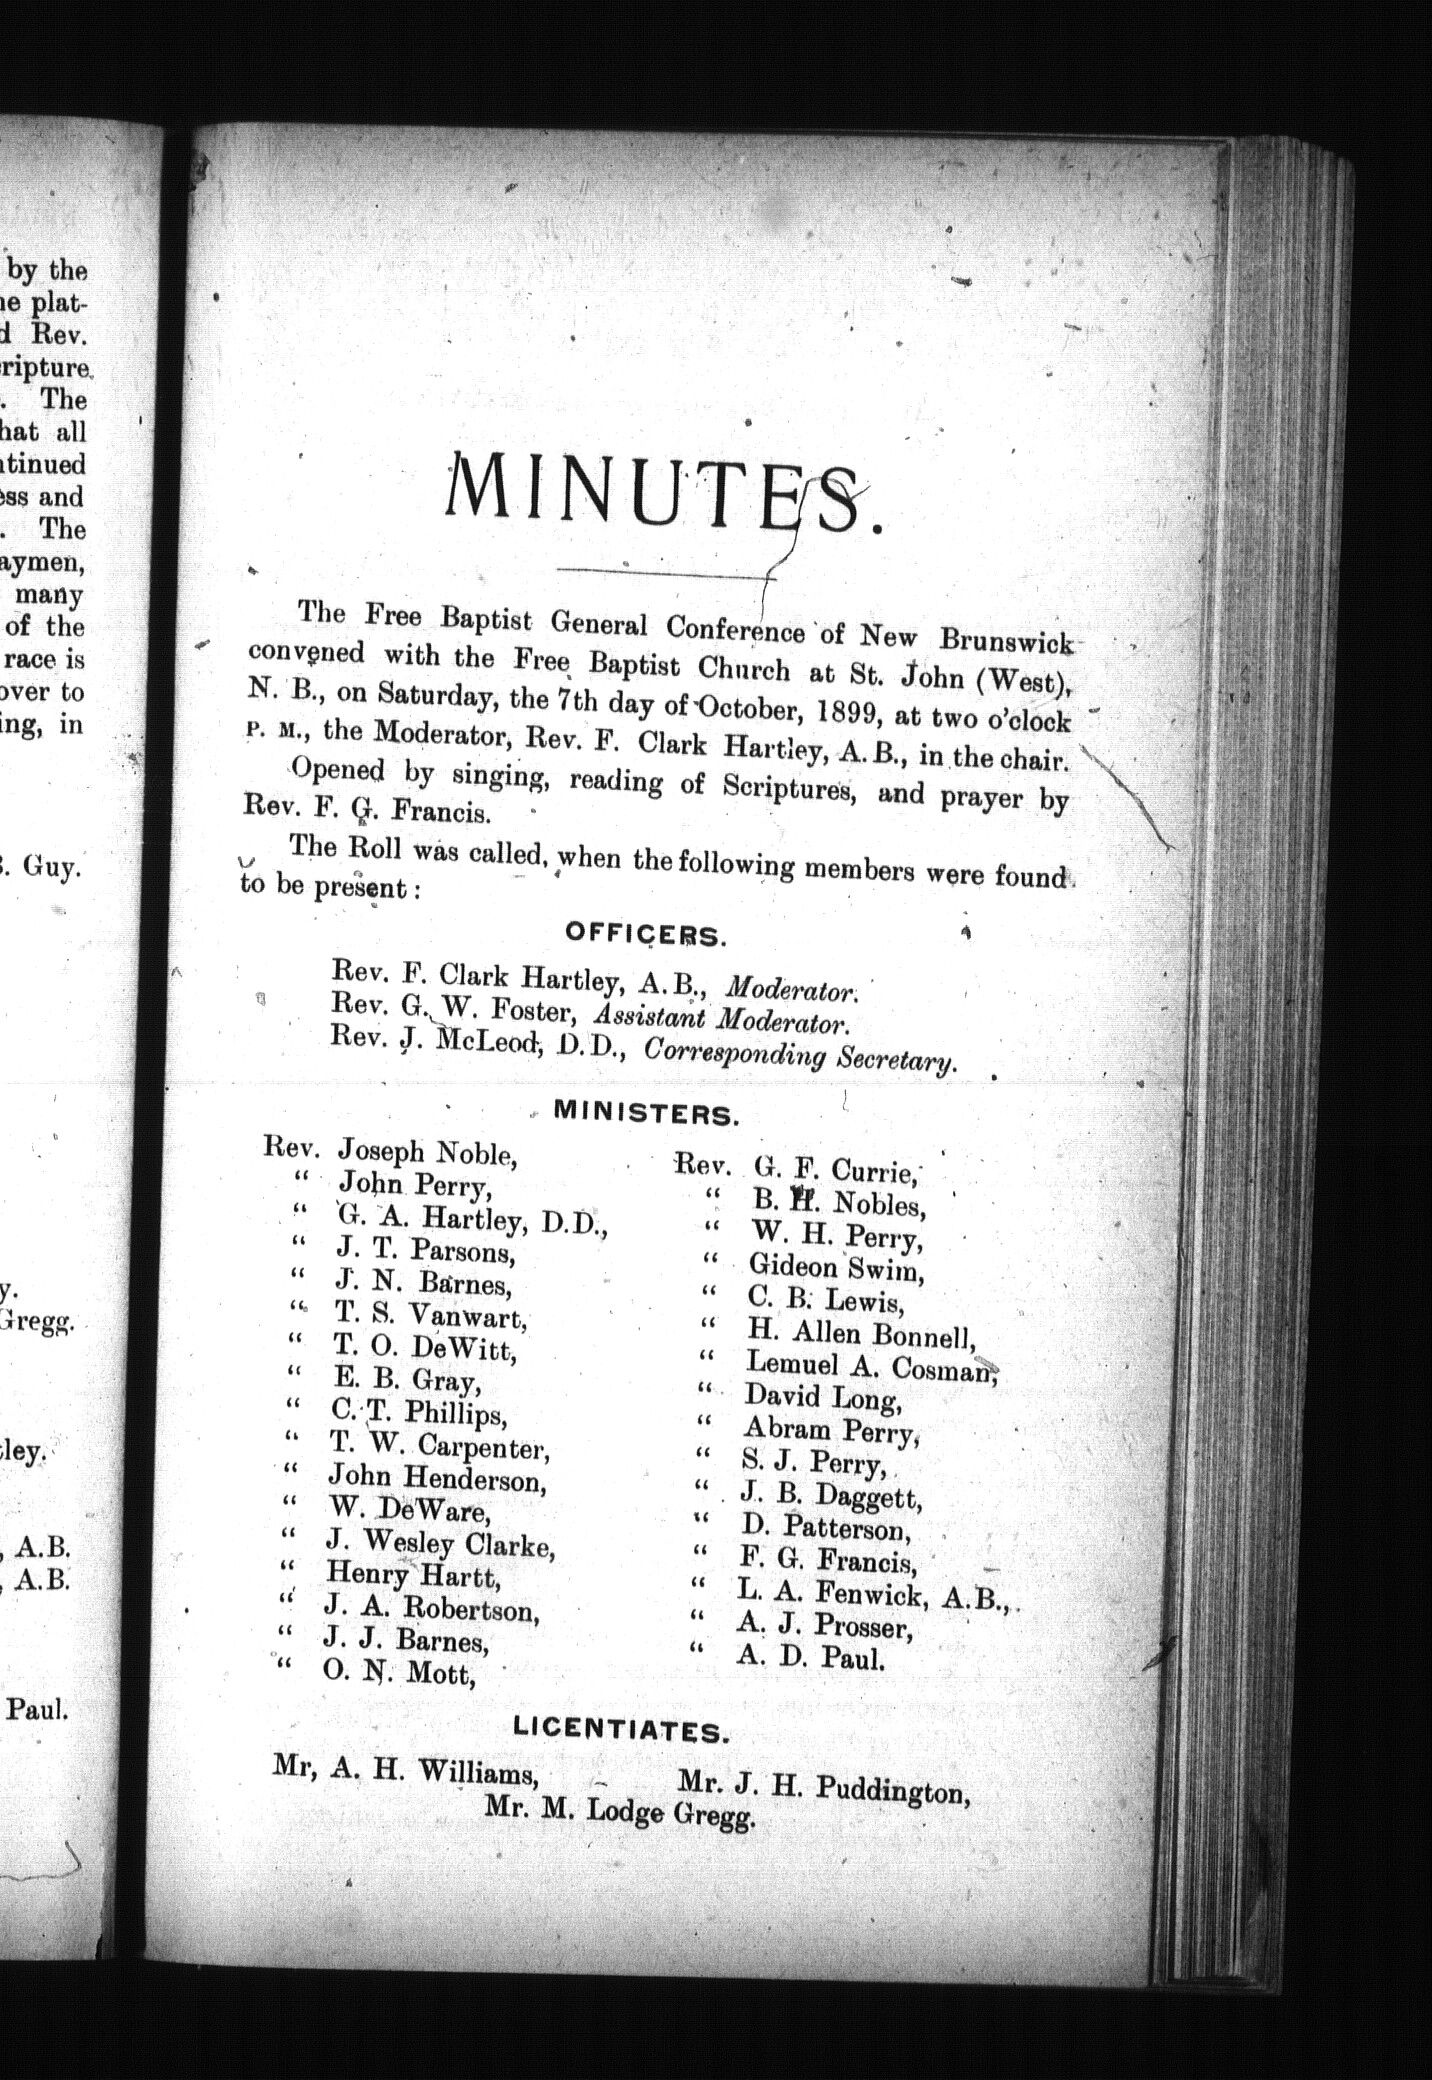 by the
plat-
Rev.
The
all
and
The
many
of the
race is
over to
in
Guy.
Gregg.
A.B.
A.B.
Paul.
MINUTES.
The Free Baptist General Conference of New Brunswick
convened with the Free Baptist Church at St. John (West),
N. B., on Saturday, the 7th day of October, 1899, at two o'clock
P. M., the Moderator, Rev. F. Clark Hartley, A. B., in the chair.
Opened by singing, reading of Scriptures, and prayer by
Rev. F. G. Francis.
The Roll was called, when the following members were found
to be present :
OFFICERS.
Rev. F. Clark Hartley, A. B., Moderator.
Rev. G. W. Foster, Assistant Moderator.
Rev. J. McLeod, D. D., Corresponding Secretary.
MINISTERS.
Rev. Joseph Noble,
“ John Perry,
“ G. A. Hartley, D.D.,
“ J. T. Parsons,
“ J. N. Barnes,
“ T. S. Vanwart,
“ T. O. DeWitt,
“ E. B. Gray,
“ C. T. Phillips,
“ T. W. Carpenter,
“ John Henderson,
“ W. DeWare,
“ J. Wesley Clarke,
“ Henry Hartt,
“ J. A. Robertson,
“ J. J. Barnes,
“ O. N. Mott,
Rev. G. F. Currie,
“ B. H. Nobles,
“ W. H. Perry,
“ Gideon Swim,
“ C. B. Lewis,
“ H. Allen Bonnell,
“ Lemuel A. Cosman,
“ David Long,
“ Abram Perry,
“ S. J. Perry,
“ J. B. Daggett,
“ D. Patterson,
“ F. G. Francis,
“ L. A. Fenwick, A.B.,
“ A. J. Prosser,
“ A. D. Paul.
LICENTIATES.
Mr, A. H. Williams, Mr. J. H. Puddington,
Mr. M. Lodge Gregg.